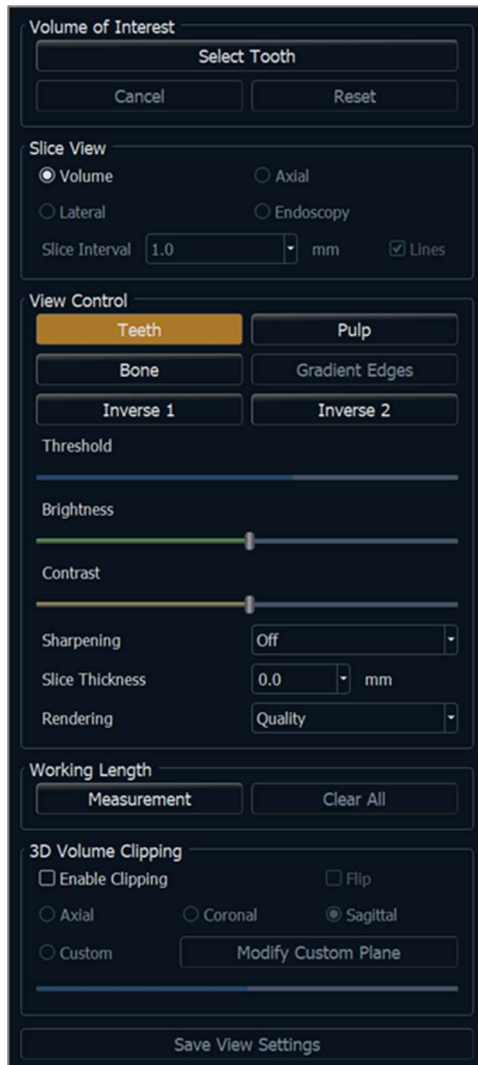 Volume of Interest
Select Tooth
Cancel Reset
Slice View
Volume Axial
Lateral Endoscopy
Slice Interval 1.0 mm Lines
View Control
Teeth Pulp
Bone Gradient Edges
Inverse 1 Inverse 2
Threshold
Brightness
Contrast
Sharpening Off
Slice Thickness 0.0 mm
Rendering Quality
Working Length
Measurement Clear All
3D Volume Clipping
Enable Clipping Flip
Axial Coronal Sagittal
Custom Modify Custom Plane
Save View Settings